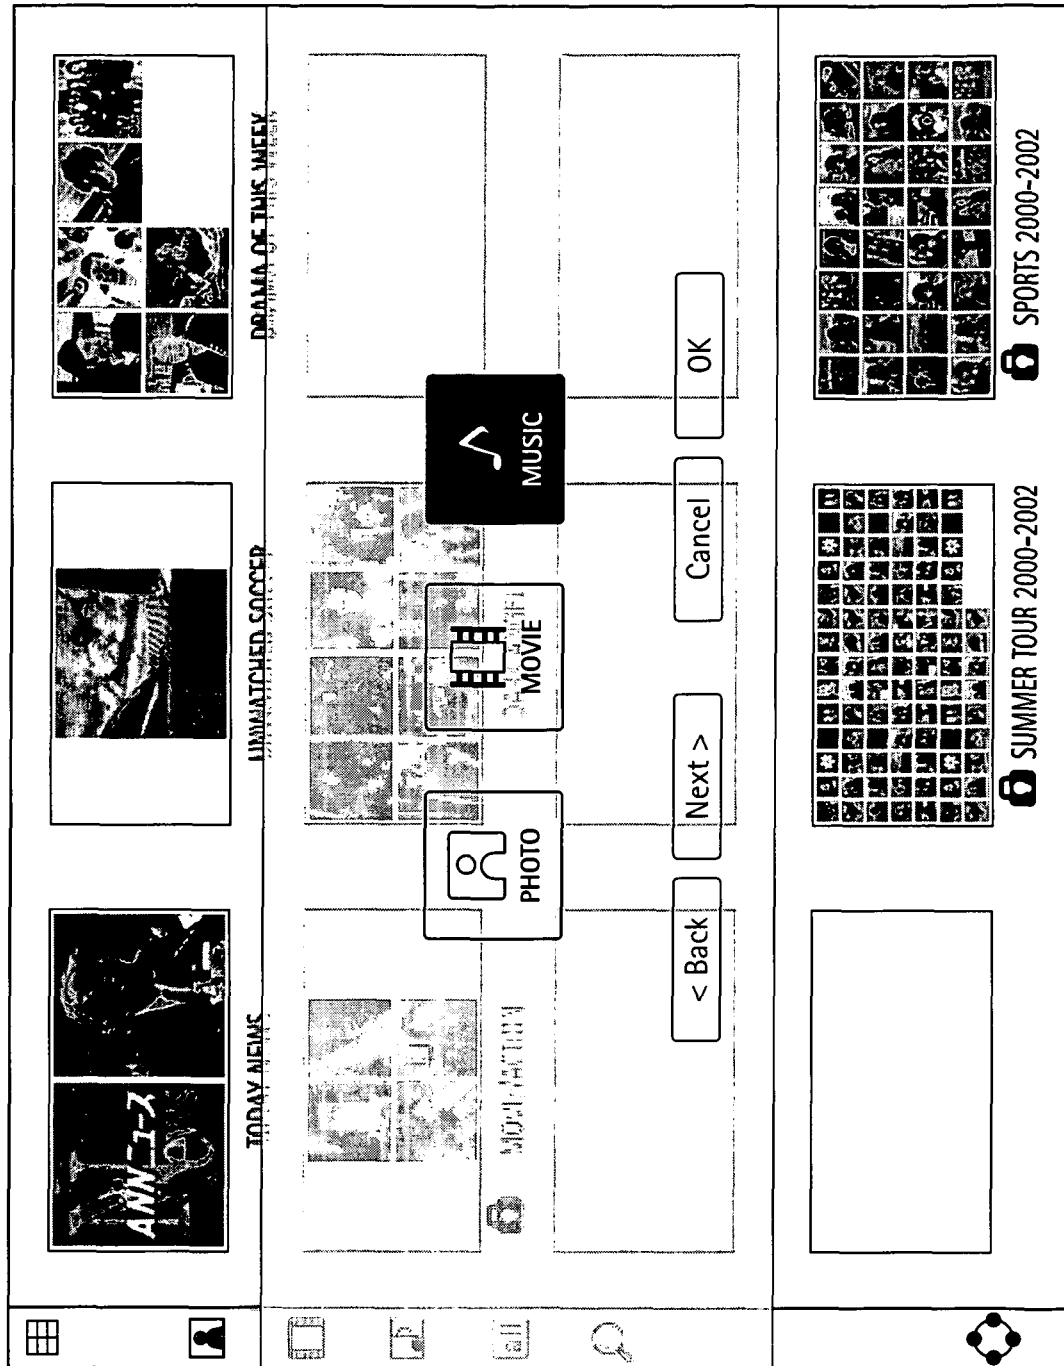 ANNニュース
TODAY NEWS
UNWATCHED SOCCER
DRAMA OF THIS WEEK
PHOTO
MOVIE
MUSIC
< Back
Next >
Cancel
OK
all
SUMMER TOUR 2000-2002
SPORTS 2000-2002